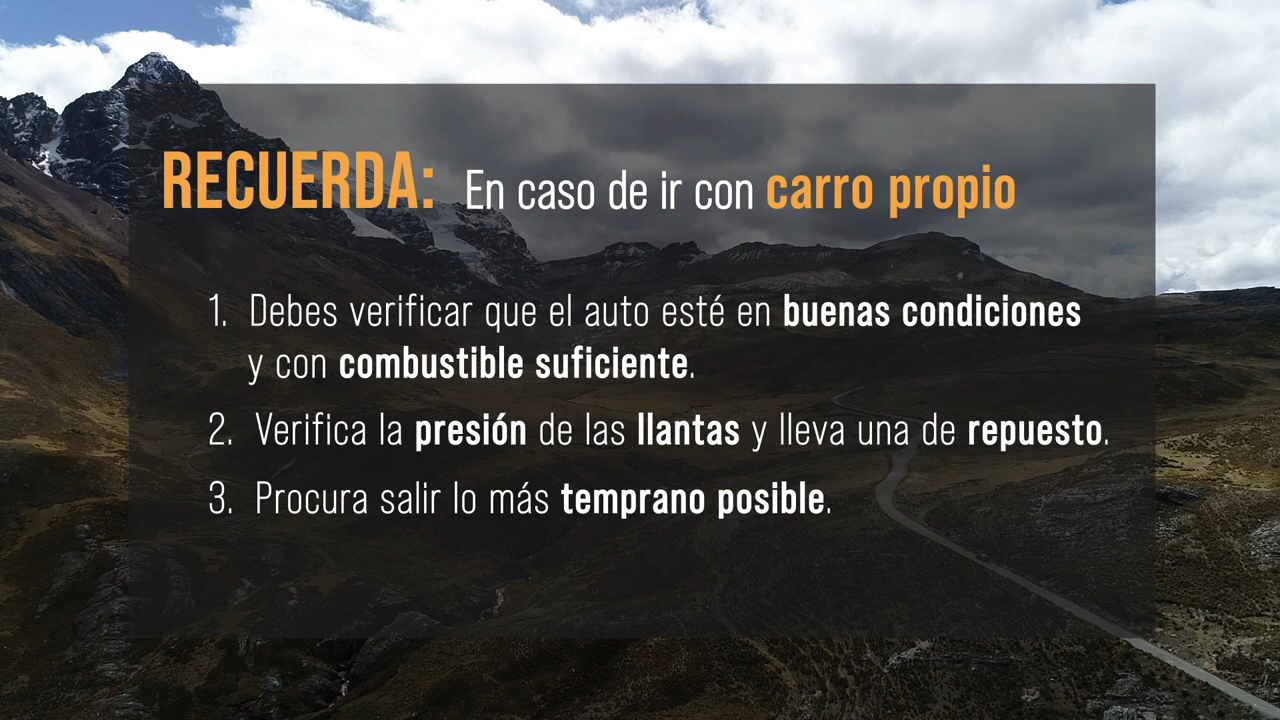 RECUERDA: En caso de ir con carro propio
1. Debes verificar que el auto esté en buenas condiciones
y con combustible suficiente.
2. Verifica la presión de las llantas y lleva una de repuesto.
3. Procura salir lo más temprano posible.